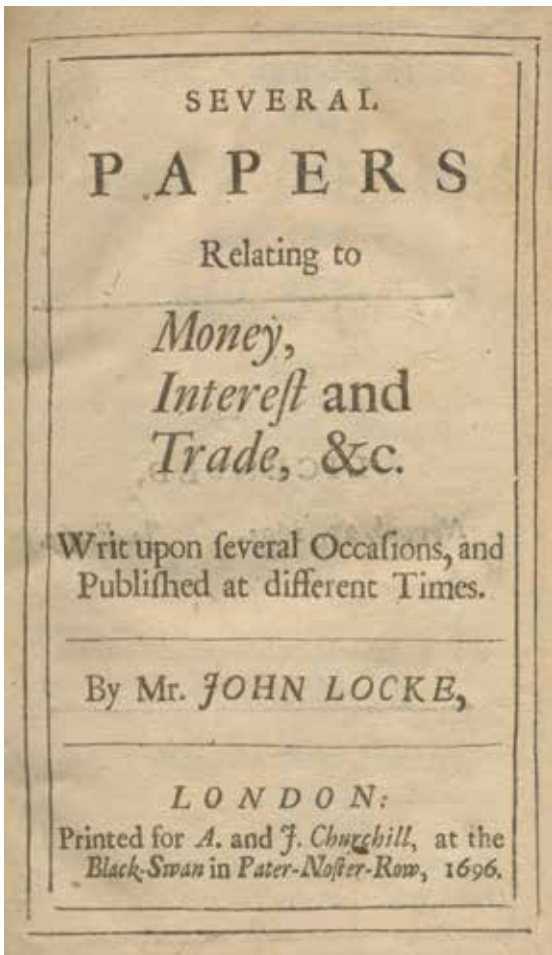 SEVERAL
PAPERS
Relating to
Money,
Intereſt and
Trade, &c.
Writ upon ſeveral Occaſions, and
Publiſhed at different Times.
By Mr. JOHN LOCKE,
LONDON:
Printed for A. and J. Churchill, at the
Black-Swan in Pater-Noſter-Row, 1696.